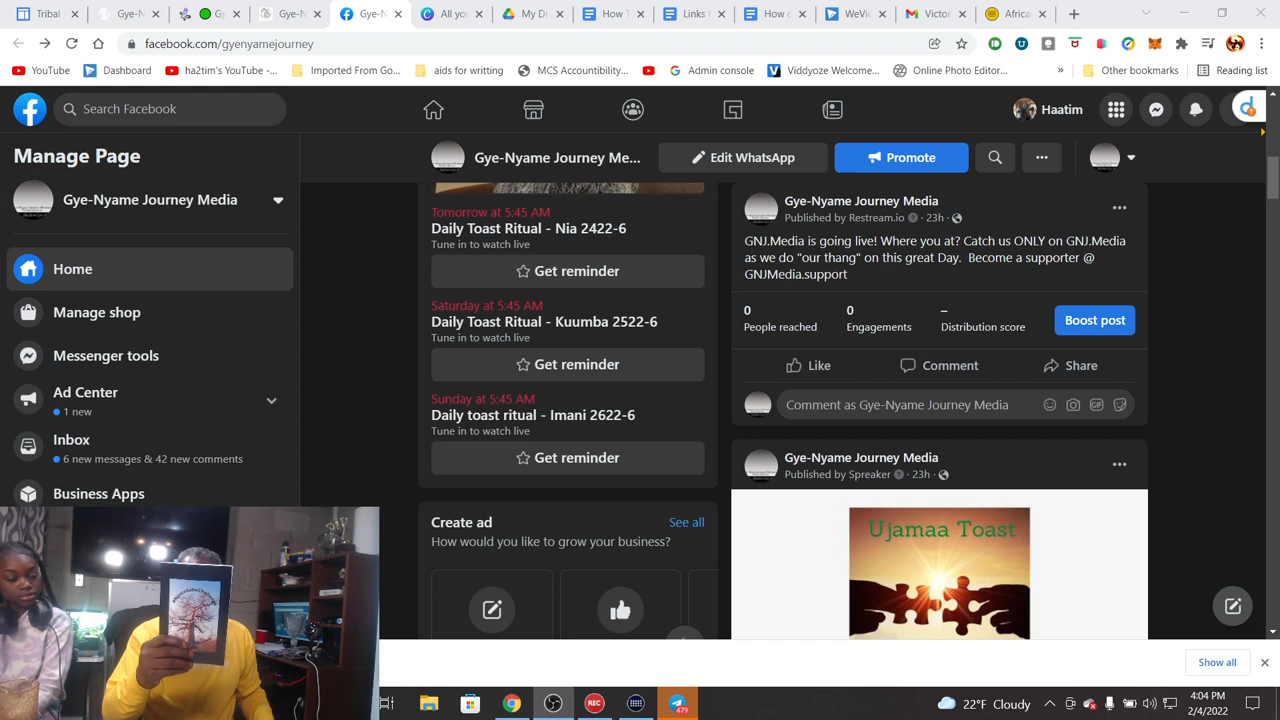 Tribal
Gye-N
Gy
Gye-N
Gye-N
All you
My D
How T
Links
How c
WeVic
Victor
Africa
facebook.com/gyenyamejourney
YouTube
Dashboard
ha2tim's YouTube -...
Imported From Go...
aids for writting
MCS Accountibility...
Admin console
Viddyoze Welcome...
Online Photo Editor...
»
Other bookmarks
Reading list
Search Facebook
Haatim
Manage Page
Gye-Nyame Journey Media
Home
Manage shop
Messenger tools
Ad Center
1 new
Inbox
6 new messages & 42 new comments
Business Apps
Gye-Nyame Journey Me...
Edit WhatsApp
Promote
Tomorrow at 5:45 AM
Daily Toast Ritual - Nia 2422-6
Tune in to watch live
Get reminder
Saturday at 5:45 AM
Daily Toast Ritual - Kuumba 2522-6
Tune in to watch live
Get reminder
Sunday at 5:45 AM
Daily toast ritual - Imani 2622-6
Tune in to watch live
Get reminder
Create ad
See all
How would you like to grow your business?
Gye-Nyame Journey Media
Published by Restream.io · 23h ·
GNJ.Media is going live! Where you at? Catch us ONLY on GNJ.Media
as we do "our thang" on this great Day. Become a supporter @
GNJMedia.support
0
People reached
0
Engagements
–
Distribution score
Boost post
Like
Comment
Share
Comment as Gye-Nyame Journey Media
GIF
Gye-Nyame Journey Media
Published by Spreaker · 23h ·
Ujamaa Toast
Show all
REC
479
22°F Cloudy
4:04 PM
2/4/2022